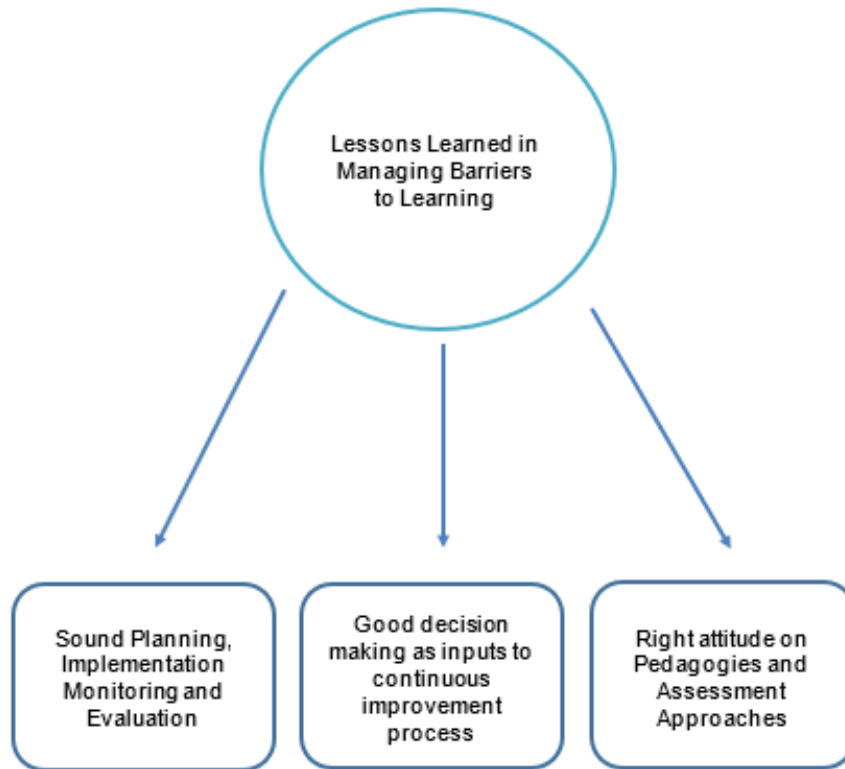 Lessons Learned in
Managing Barriers
to Learning
Sound Planning,
Implementation
Monitoring and
Evaluation
Good decision
making as inputs to
continuous
improvement
process
Right attitude on
Pedagogies and
Assessment
Approaches